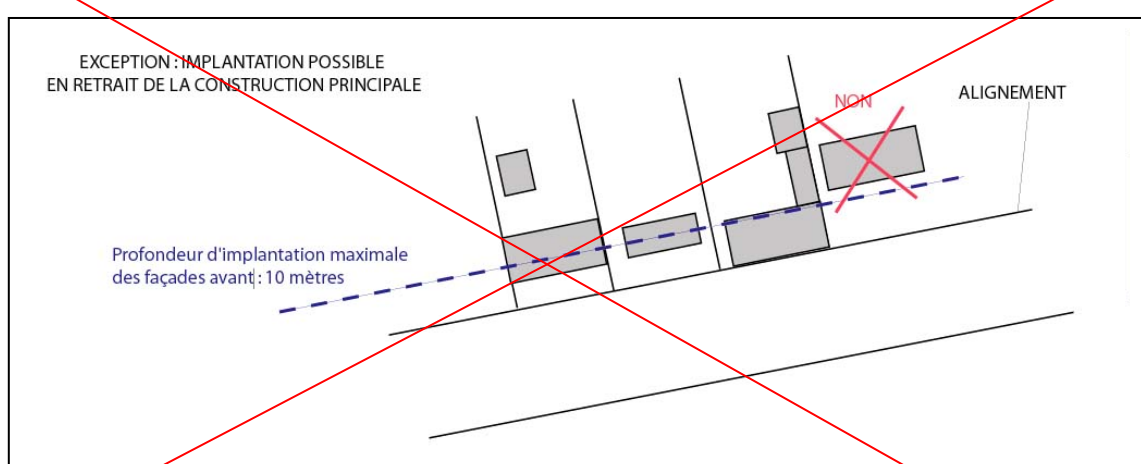 EXCEPTION : IMPLANTATION POSSIBLE
EN RETRAIT DE LA CONSTRUCTION PRINCIPALE
NON
ALIGNEMENT
Profondeur d'implantation maximale
des façades avant : 10 mètres